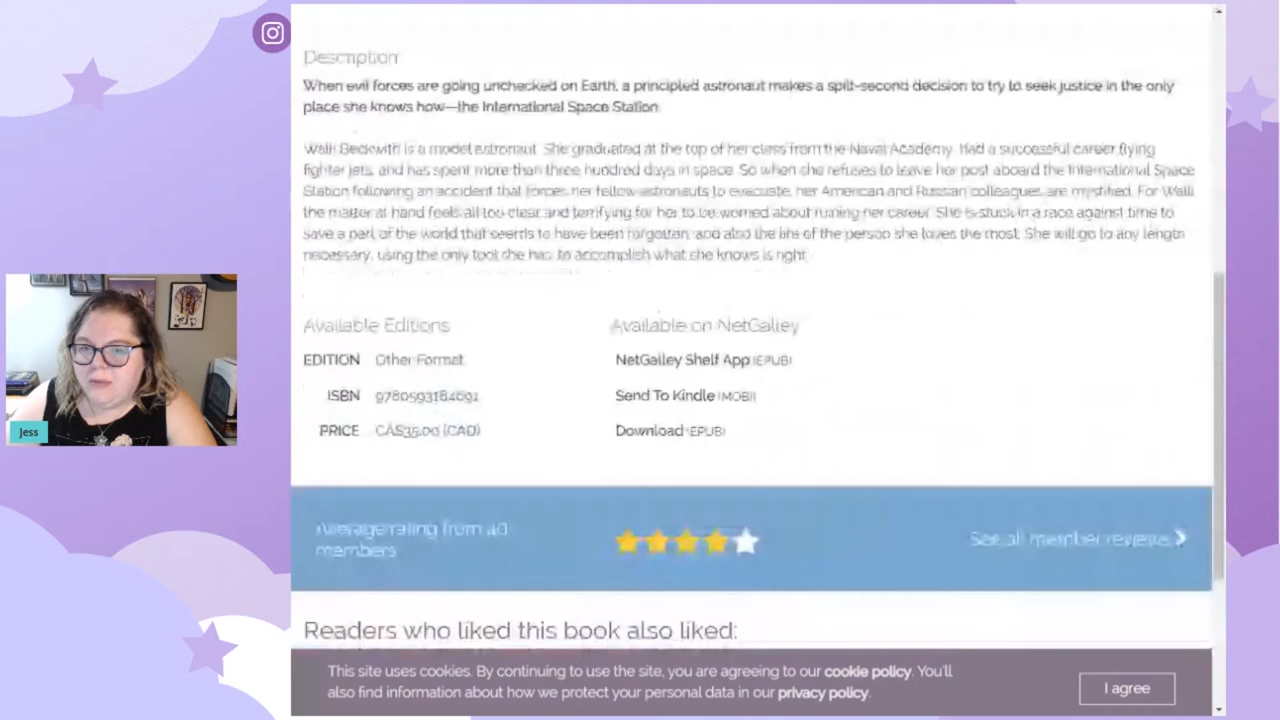 Description
When evil forces are going unchecked on Earth, a principled astronaut makes a split-second decision to try to seek justice in the only
place she knows how—the International Space Station.
Walli Beckwith is a model astronaut. She graduated at the top of her class from the Naval Academy. Had a successful career flying
fighter jets, and has spent more than three hundred days in space. So when she refuses to leave her post aboard the International Space
Station following an accident that forces her fellow astronauts to evacuate, her American and Russian colleagues are mystified. For Walli
the matter at hand feels all too clear and terrifying for her to be worried about ruining her career. She is stuck in a race against time to
save a part of the world that seems to have been forgotten, and also the life of the person she loves the most. She will go to any length
necessary, using the only tool she has, to accomplish what she knows is right.
Available Editions Available on NetGalley
EDITION Other Format NetGalley Shelf App (EPUB)
ISBN 9780593184691 Send To Kindle (MOBI)
PRICE CA$35.00 (CAD) Download (EPUB)
Jess
Average rating from 40
members
See all member reviews
Readers who liked this book also liked:
This site uses cookies. By continuing to use the site, you are agreeing to our cookie policy. You'll
also find information about how we protect your personal data in our privacy policy.
I agree